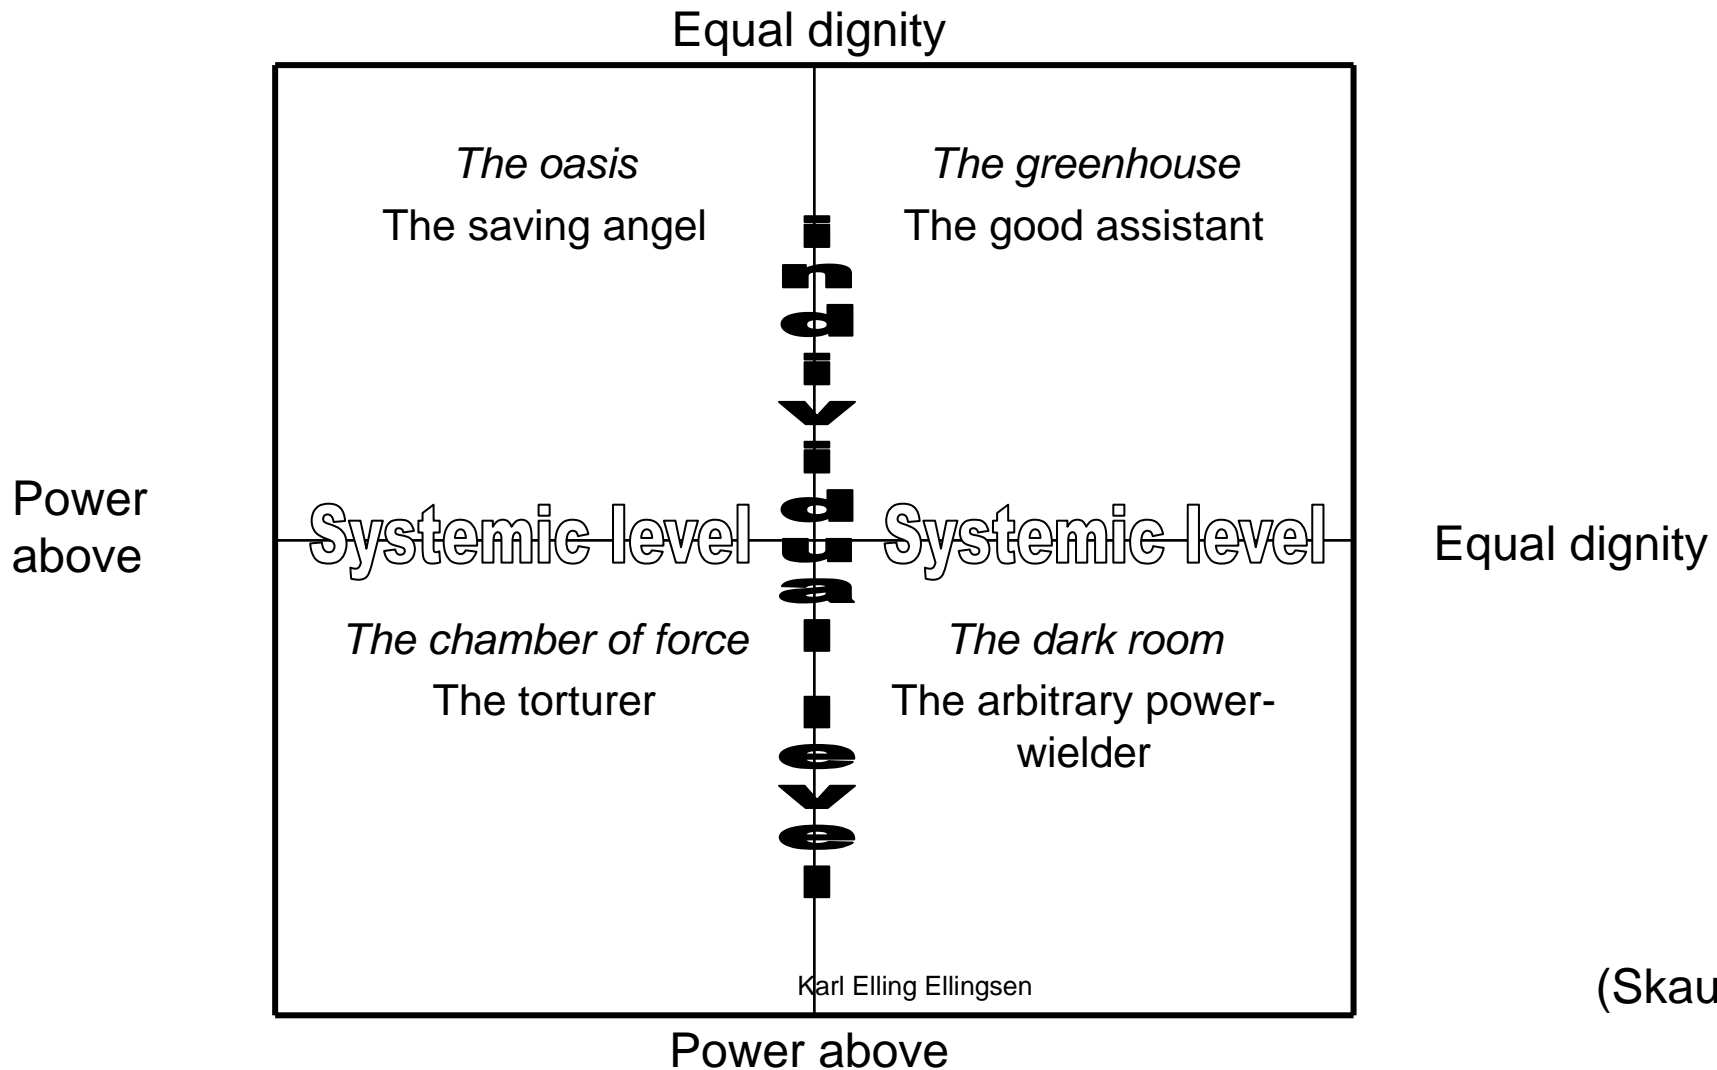 Equal dignity
The oasis
The saving angel
The greenhouse
The good assistant
individual level
Power
above
Systemic level
Systemic level
Equal dignity
The chamber of force
The torturer
The dark room
The arbitrary power-
wielder
Karl Elling Ellingsen
(Skau
Power above